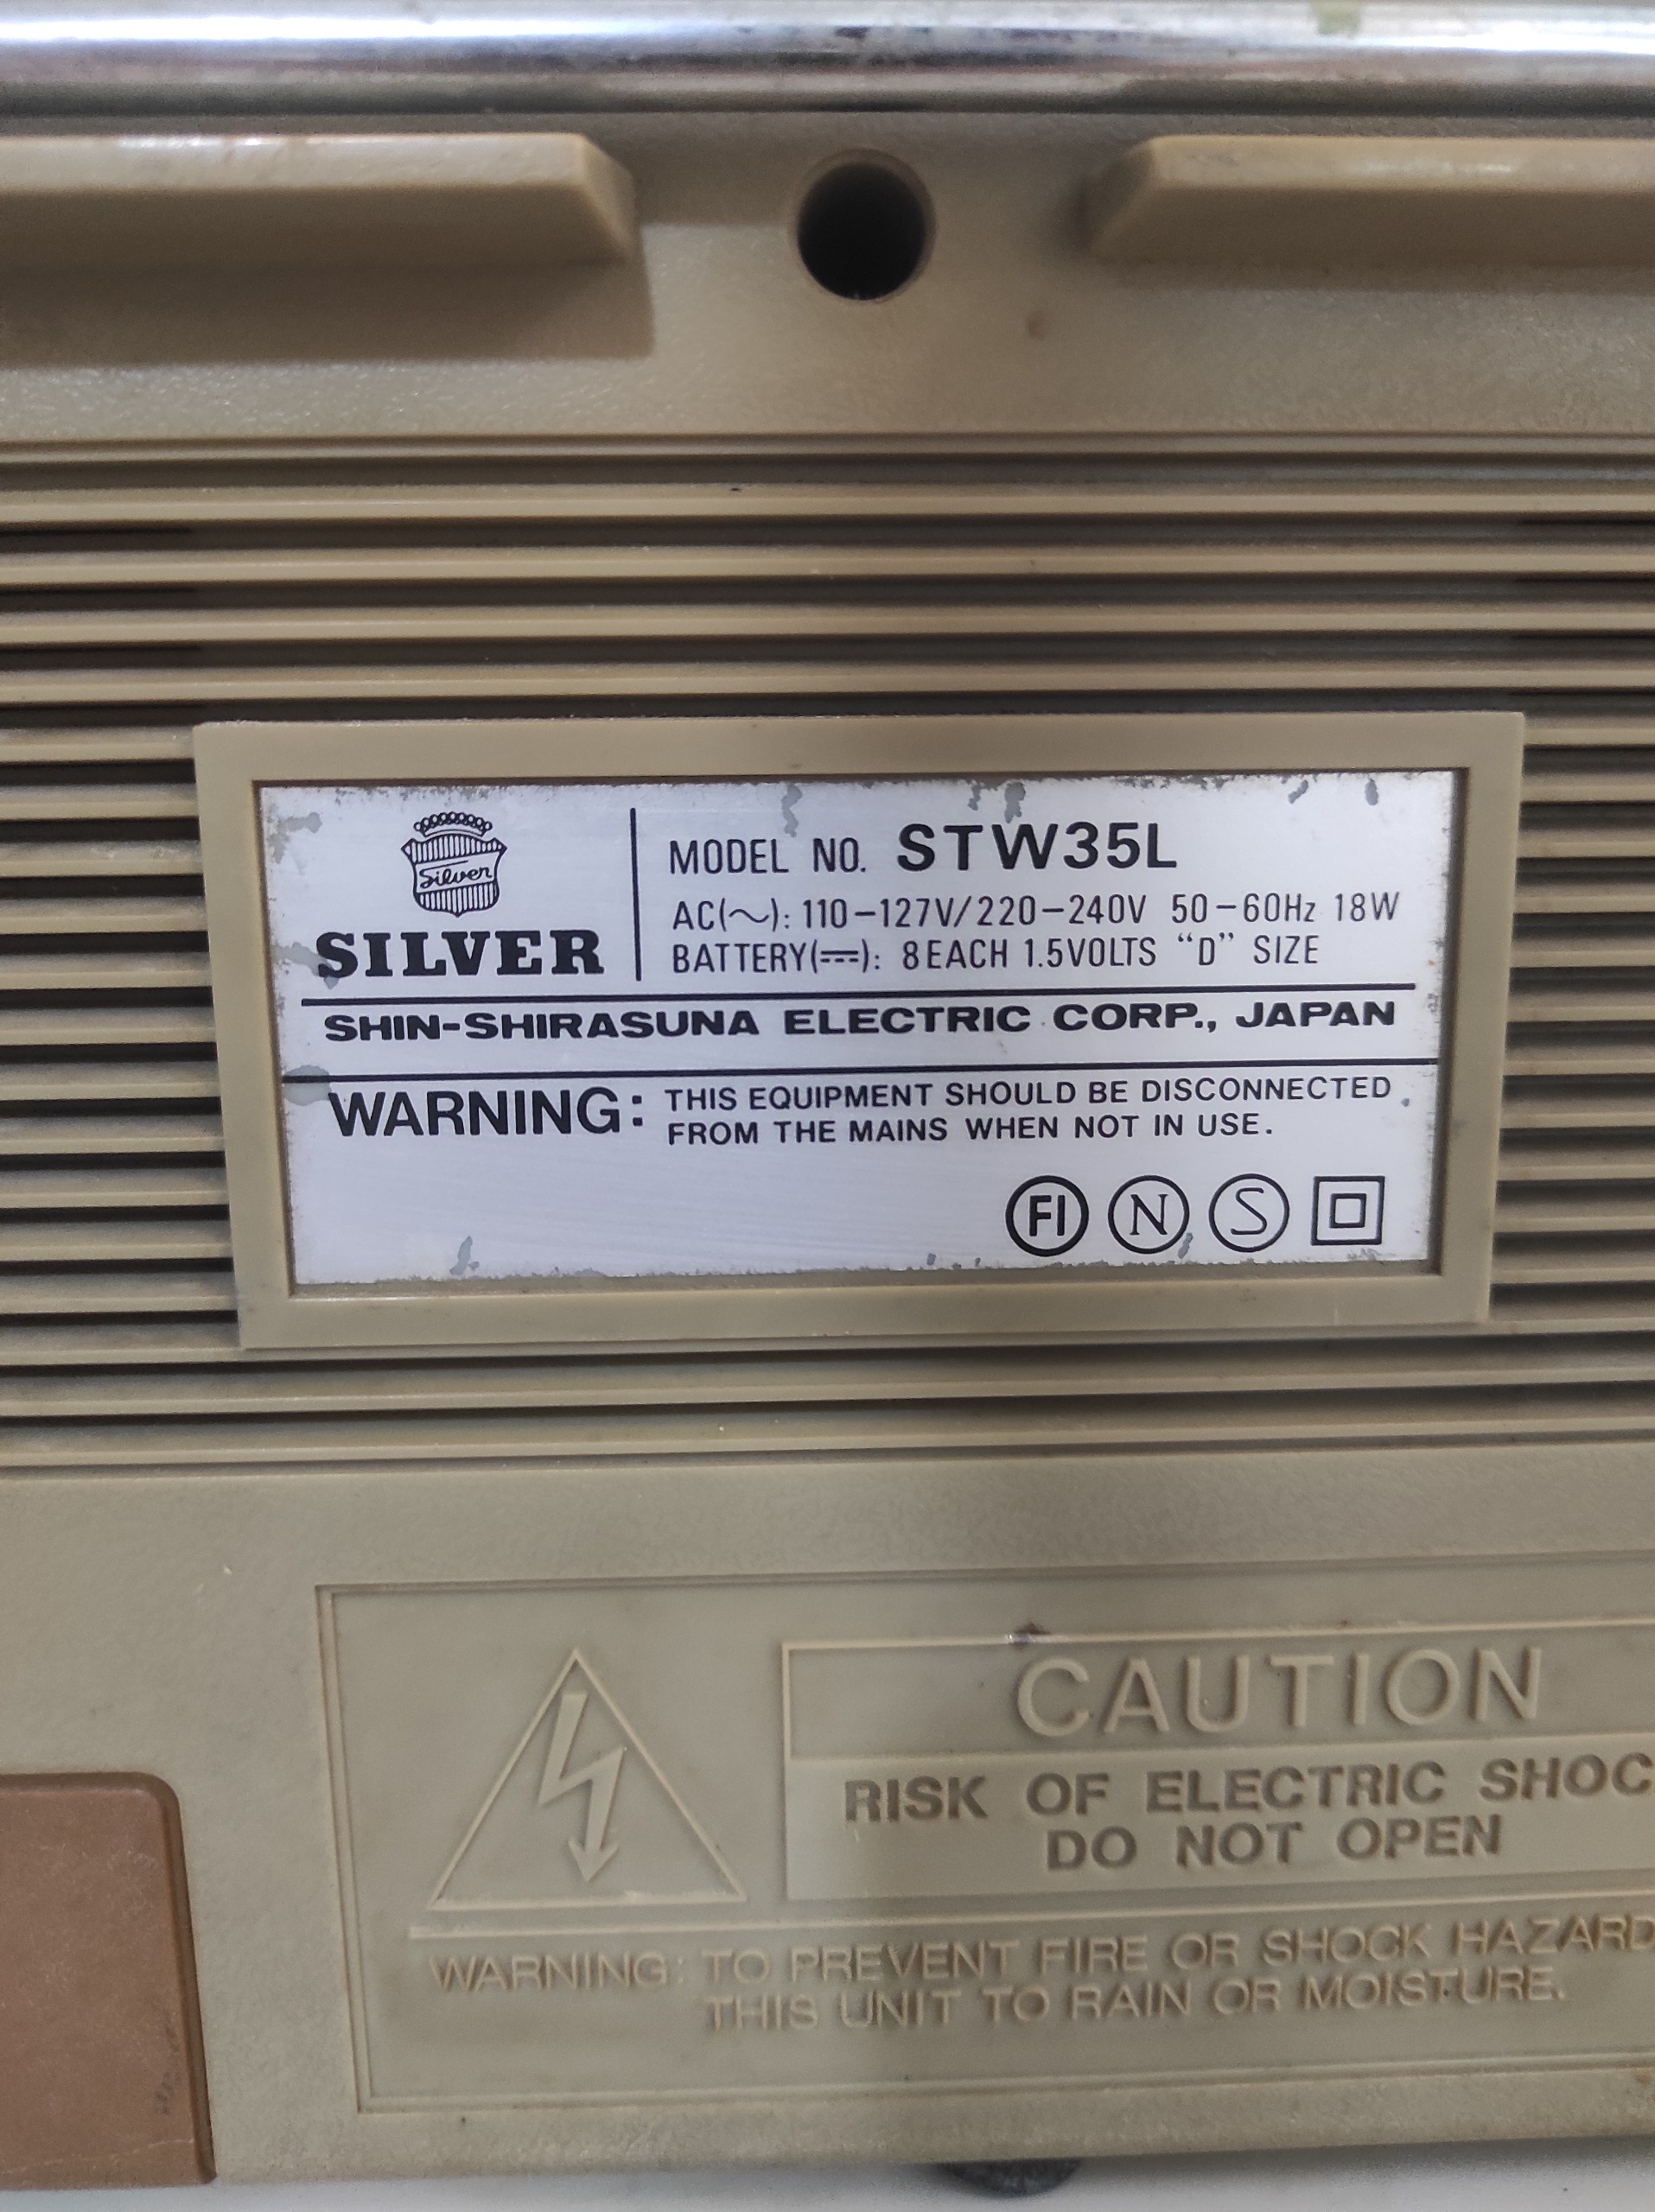 Silver
SILVER
MODEL NO. STW35L
AC(～): 110-127V/220-240V 50-60Hz 18W
BATTERY(⎓): 8EACH 1.5VOLTS "D" SIZE
SHIN-SHIRASUNA ELECTRIC CORP., JAPAN
WARNING: THIS EQUIPMENT SHOULD BE DISCONNECTED
FROM THE MAINS WHEN NOT IN USE.
FI N S
CAUTION
RISK OF ELECTRIC SHOC
DO NOT OPEN
WARNING: TO PREVENT FIRE OR SHOCK HAZARD
THIS UNIT TO RAIN OR MOISTURE.